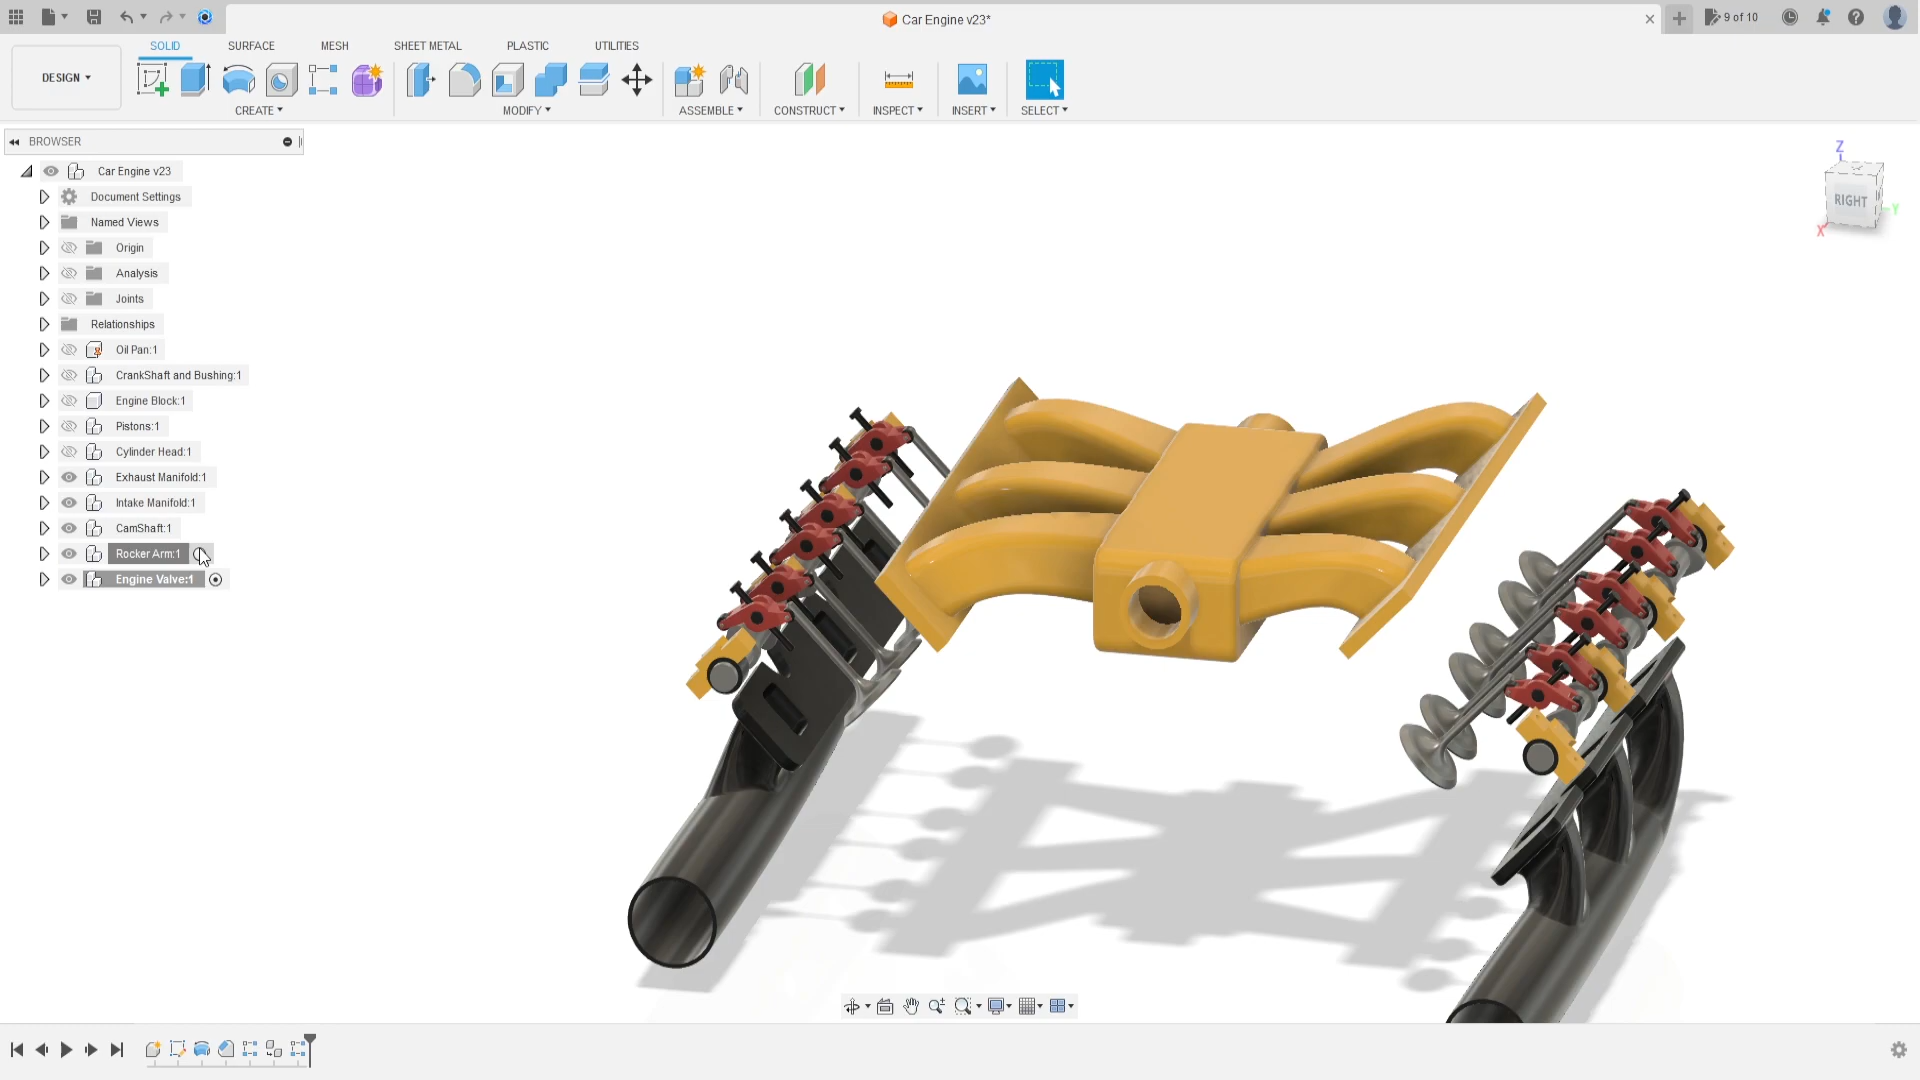 Car Engine v23*
9 of 10
DESIGN
SOLID
SURFACE
MESH
SHEET METAL
PLASTIC
UTILITIES
CREATE
MODIFY
ASSEMBLE
CONSTRUCT
INSPECT
INSERT
SELECT
BROWSER
Car Engine v23
Document Settings
Named Views
Origin
Analysis
Joints
Relationships
Oil Pan:1
CrankShaft and Bushing:1
Engine Block:1
Pistons:1
Cylinder Head:1
Exhaust Manifold:1
Intake Manifold:1
CamShaft:1
Rocker Arm:1
Engine Valve:1
Z
RIGHT
Y
X